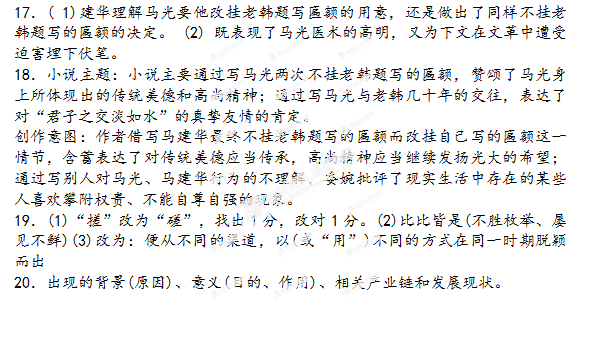 17．（ 1)建华理解马光要他改挂老韩题写匾额的用意，还是做出了同样不挂老
韩题写的匾额的决定。 (2) 既表现了马光医术的高明，又为下文在文革中遭受
迫害埋下伏笔。
18．小说主题：小说主要通过写马光两次不挂老韩题写的匾额，赞颂了马光身
上所体现出的传统美德和高尚精神；通过写马光与老韩几十年的交往，表达了
对“君子之交淡如水”的真挚友情的肯定。
创作意图：作者借写马建华最终不挂老韩题写的匾额而改挂自己写的匾额这一
情节，含蓄表达了对传统美德应当传承，高尚精神应当继续发扬光大的希望；
通过写别人对马光、马建华行为的不理解，委婉批评了现实生活中存在的某些
人喜欢攀附权贵、不能自尊自强的现象。
19．(1)“搓”改为“磋”，找出1分，改对1分。(2)比比皆是(不胜枚举、屡
见不鲜)(3)改为：便从不同的渠道，以(或“用”)不同的方式在同一时期脱颖
而出
20．出现的背景(原因)、意义(目的、作用)、相关产业链和发展现状。